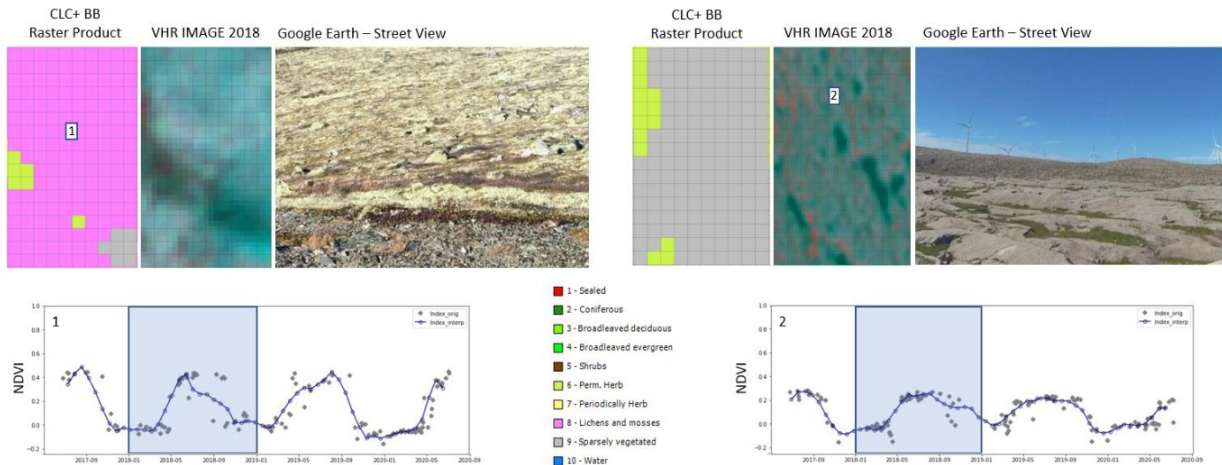 CLC+ BB
Raster Product
VHR IMAGE 2018
Google Earth – Street View
1
CLC+ BB
Raster Product
VHR IMAGE 2018
Google Earth – Street View
2
1
NDVI
1.0
0.8
0.6
0.4
0.2
0.0
−0.2
Index_orig
Index_interp
2017-09
2018-01
2018-05
2018-09
2019-01
2019-05
2019-09
2020-01
2020-05
2020-09
1 - Sealed
2 - Coniferous
3 - Broadleaved deciduous
4 - Broadleaved evergreen
5 - Shrubs
6 - Perm. Herb
7 - Periodically Herb
8 - Lichens and mosses
9 - Sparsely vegetated
10 - Water
2
NDVI
1.0
0.8
0.6
0.4
0.2
0.0
−0.2
Index_orig
Index_interp
2017-09
2018-01
2018-05
2018-09
2019-01
2019-05
2019-09
2020-01
2020-05
2020-09